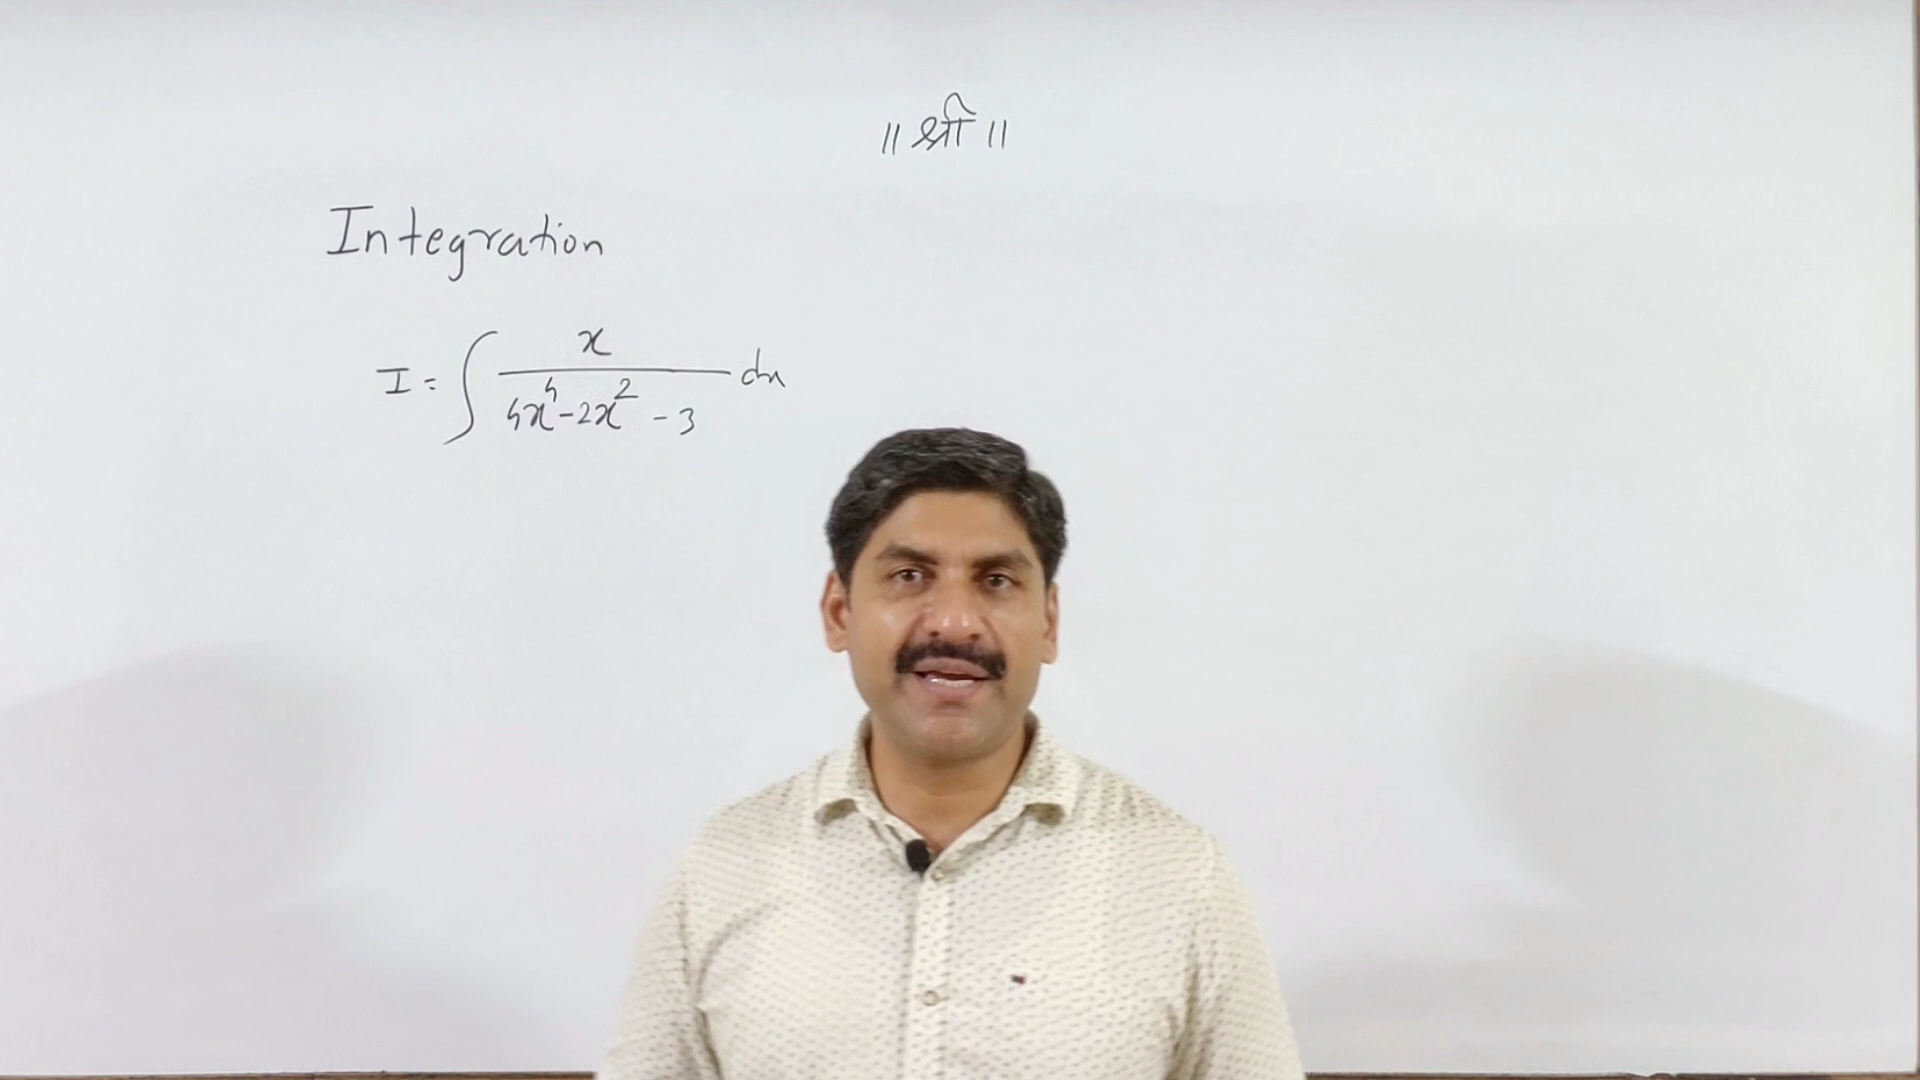 ॥ श्री ॥
Integration
I = ∫ x / (4x⁴ - 2x² - 3) dx